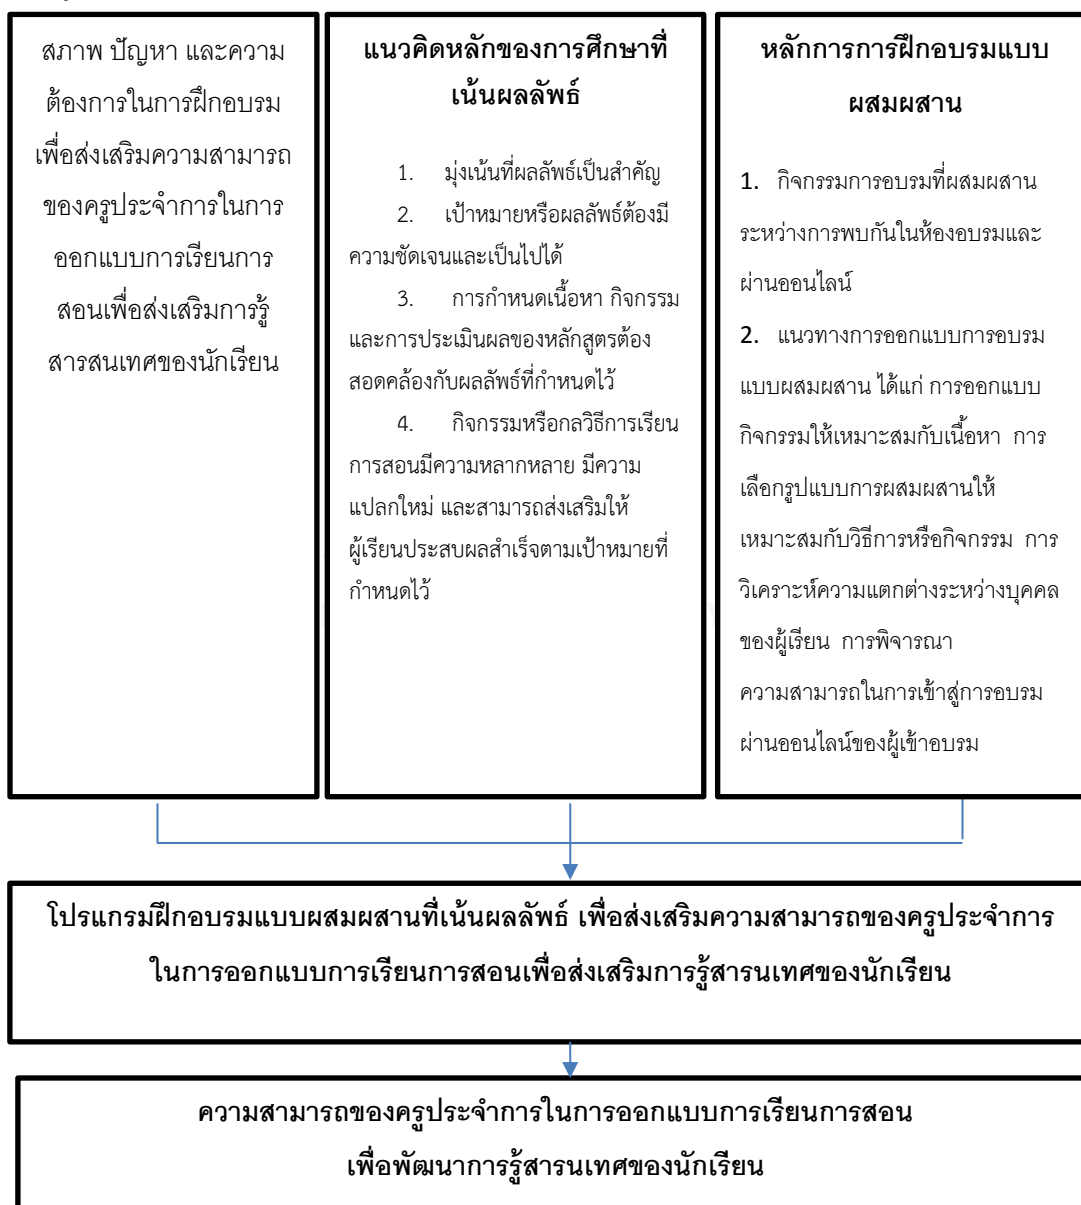 สภาพ ปัญหา และความ
ต้องการในการฝึกอบรม
เพื่อส่งเสริมความสามารถ
ของครูประจำการในการ
ออกแบบการเรียนการ
สอนเพื่อส่งเสริมการรู้
สารสนเทศของนักเรียน
แนวคิดหลักของการศึกษาที่
เน้นผลลัพธ์
1. มุ่งเน้นที่ผลลัพธ์เป็นสำคัญ
2. เป้าหมายหรือผลลัพธ์ต้องมี
ความชัดเจนและเป็นไปได้
3. การกำหนดเนื้อหา กิจกรรม
และการประเมินผลของหลักสูตรต้อง
สอดคล้องกับผลลัพธ์ที่กำหนดไว้
4. กิจกรรมหรือกลวิธีการเรียน
การสอนมีความหลากหลาย มีความ
แปลกใหม่ และสามารถส่งเสริมให้
ผู้เรียนประสบผลสำเร็จตามเป้าหมายที่
กำหนดไว้
หลักการการฝึกอบรมแบบ
ผสมผสาน
1. กิจกรรมการอบรมที่ผสมผสาน
ระหว่างการพบกันในห้องอบรมและ
ผ่านออนไลน์
2. แนวทางการออกแบบการอบรม
แบบผสมผสาน ได้แก่ การออกแบบ
กิจกรรมให้เหมาะสมกับเนื้อหา การ
เลือกรูปแบบการผสมผสานให้
เหมาะสมกับวิธีการหรือกิจกรรม การ
วิเคราะห์ความแตกต่างระหว่างบุคคล
ของผู้เรียน การพิจารณา
ความสามารถในการเข้าสู่การอบรม
ผ่านออนไลน์ของผู้เข้าอบรม
โปรแกรมฝึกอบรมแบบผสมผสานที่เน้นผลลัพธ์ เพื่อส่งเสริมความสามารถของครูประจำการ
ในการออกแบบการเรียนการสอนเพื่อส่งเสริมการรู้สารนเทศของนักเรียน
ความสามารถของครูประจำการในการออกแบบการเรียนการสอน
เพื่อพัฒนาการรู้สารนเทศของนักเรียน